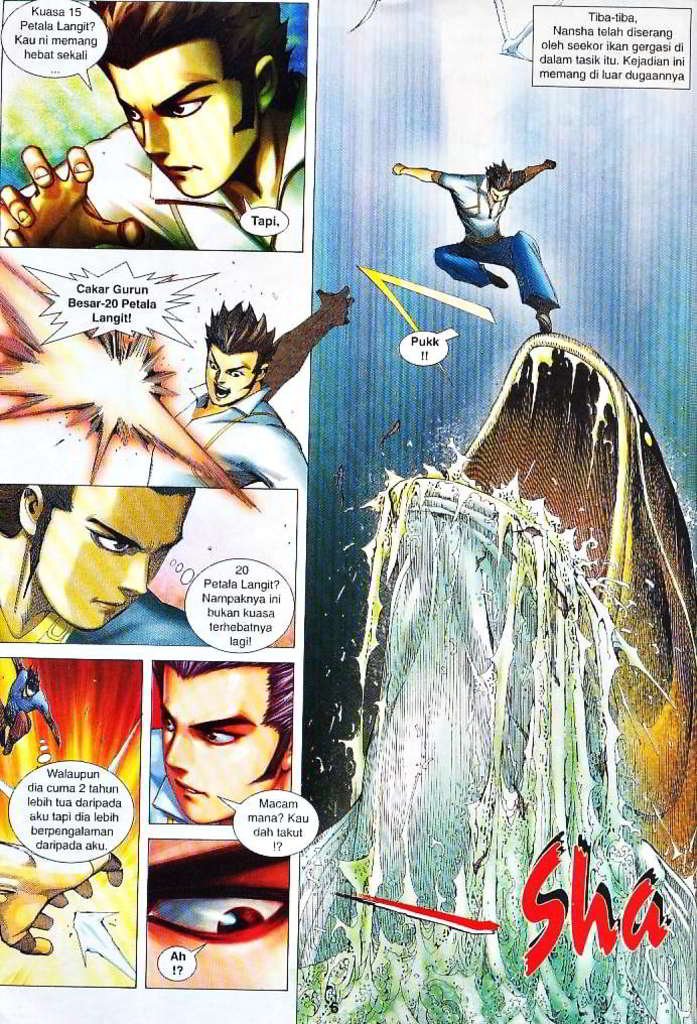 Kuasa 15
Petala Langit?
Kau ni memang
hebat sekali
...
Tapi,
Cakar Gurun
Besar-20 Petala
Langit!
20
Petala Langit?
Nampaknya ini
bukan kuasa
terhebatnya
lagi!
Walaupun
dia cuma 2 tahun
lebih tua daripada
aku tapi dia lebih
berpengalaman
daripada aku.
Macam
mana? Kau
dah takut
!?
Ah
!?
Tiba-tiba,
Nansha telah diserang
oleh seekor ikan gergasi di
dalam tasik itu. Kejadian ini
memang di luar dugaannya
Pukk
!!
Sha
6